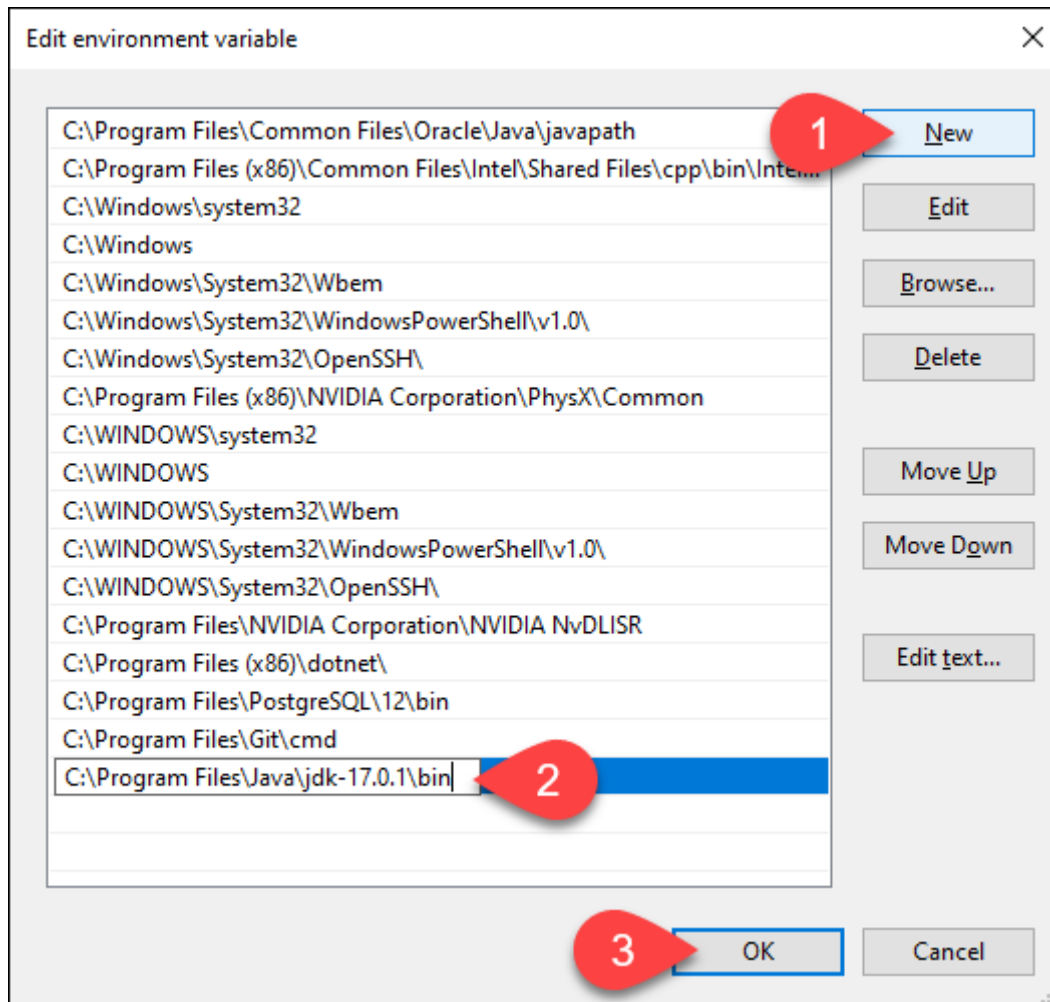 Edit environment variable
C:\Program Files\Common Files\Oracle\Java\javapath
1
New
C:\Program Files (x86)\Common Files\Intel\Shared Files\cpp\bin\Intel...
C:\Windows\system32
Edit
C:\Windows
C:\Windows\System32\Wbem
Browse...
C:\Windows\System32\WindowsPowerShell\v1.0\
C:\Windows\System32\OpenSSH\
Delete
C:\Program Files (x86)\NVIDIA Corporation\PhysX\Common
C:\WINDOWS\system32
C:\WINDOWS
Move Up
C:\WINDOWS\System32\Wbem
C:\WINDOWS\System32\WindowsPowerShell\v1.0\
Move Down
C:\WINDOWS\System32\OpenSSH\
C:\Program Files\NVIDIA Corporation\NVIDIA NvDLISR
C:\Program Files (x86)\dotnet\
Edit text...
C:\Program Files\PostgreSQL\12\bin
C:\Program Files\Git\cmd
C:\Program Files\Java\jdk-17.0.1\bin
2
3
OK
Cancel